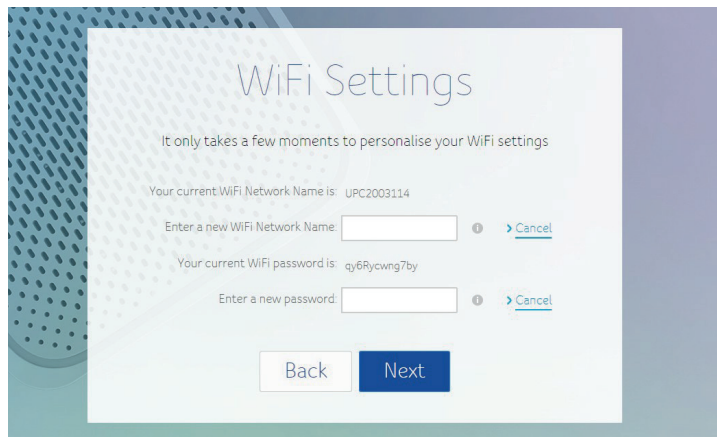 WiFi Settings
It only takes a few moments to personalise your WiFi settings
Your current WiFi Network Name is: UPC2003114
Enter a new WiFi Network Name: > Cancel
Your current WiFi password is: qy6Rycwng7by
Enter a new password: > Cancel
Back Next